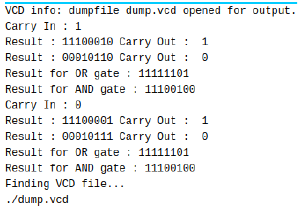 VCD info: dumpfile dump.vcd opened for output.
Carry In : 1
Result : 11100010 Carry Out :  1
Result : 00010110 Carry Out :  0
Result for OR gate : 11111101
Result for AND gate : 11100100
Carry In : 0
Result : 11100001 Carry Out :  1
Result : 00010111 Carry Out :  0
Result for OR gate : 11111101
Result for AND gate : 11100100
Finding VCD file...
./dump.vcd